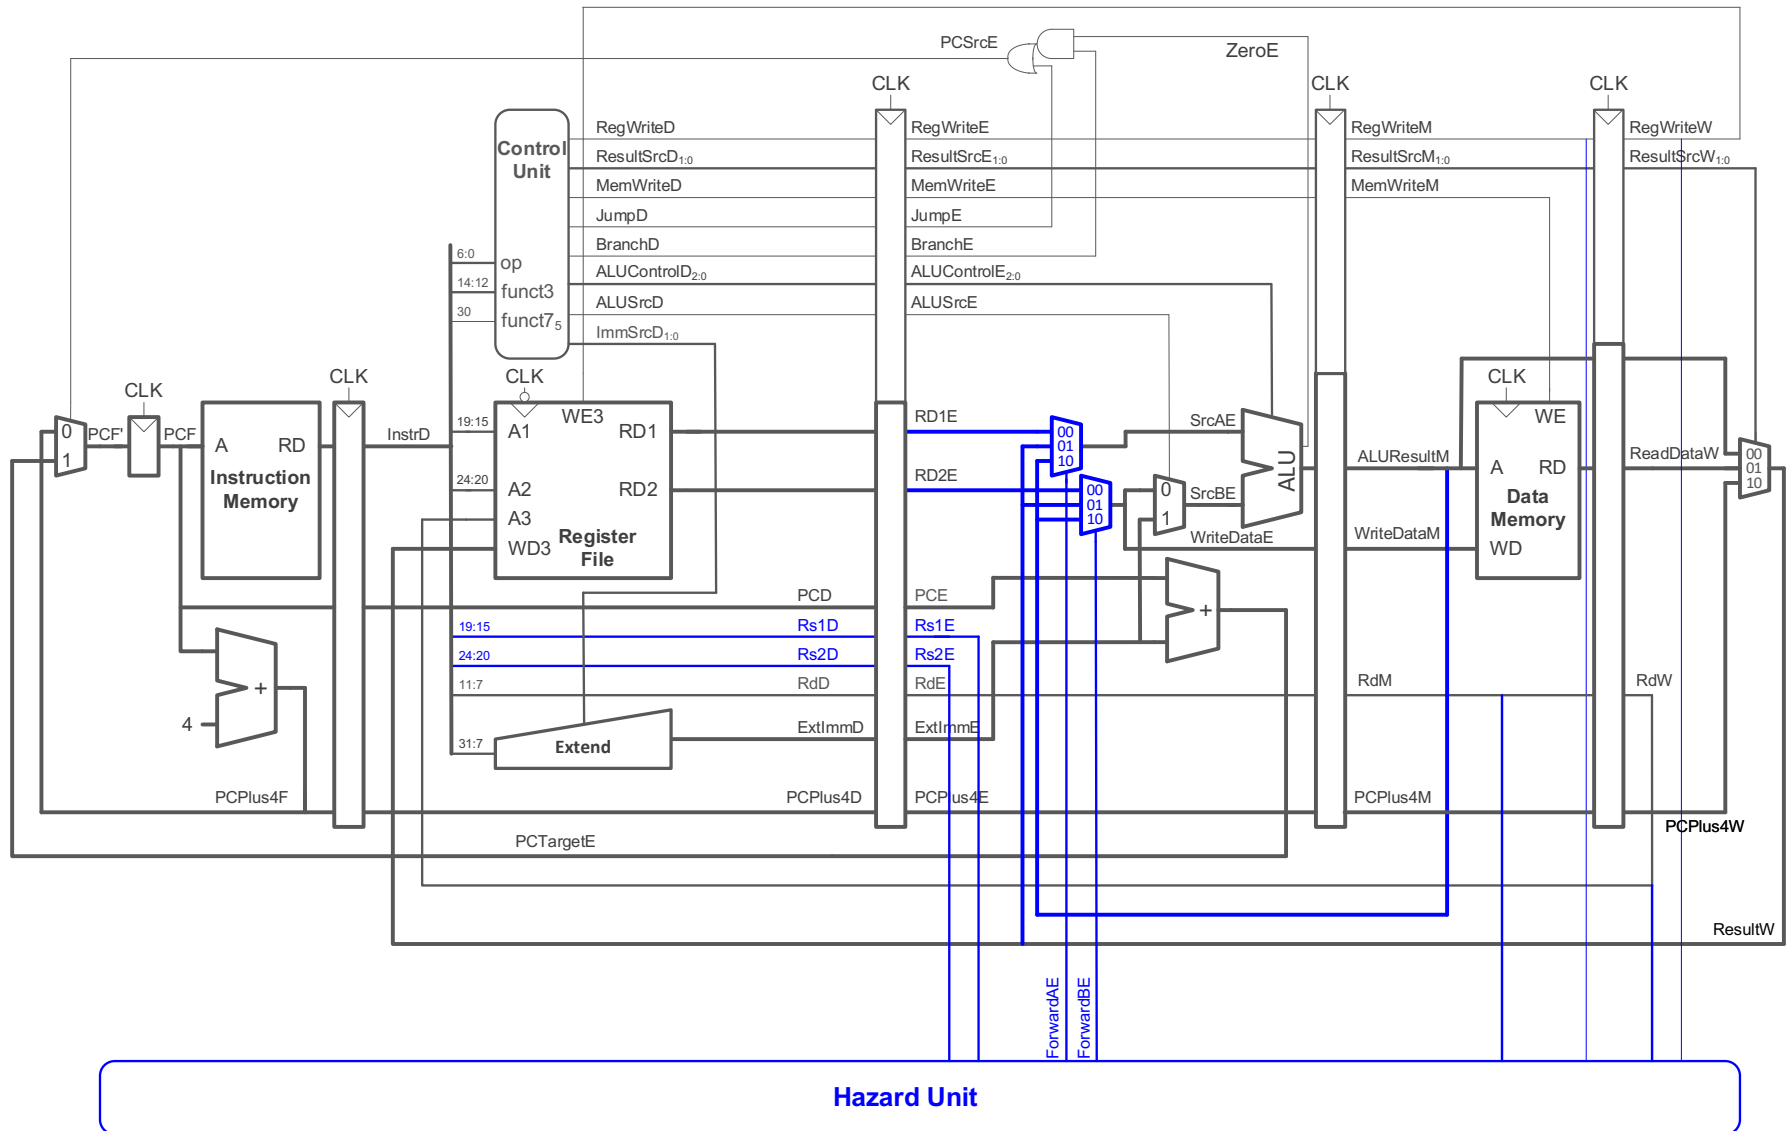 PCSrcE
ZeroE
CLK
CLK
CLK
Control
Unit
op
funct3
funct7₅
6:0
14:12
30
RegWriteD
ResultSrcD₁:₀
MemWriteD
JumpD
BranchD
ALUControlD₂:₀
ALUSrcD
ImmSrcD₁:₀
RegWriteE
ResultSrcE₁:₀
MemWriteE
JumpE
BranchE
ALUControlE₂:₀
ALUSrcE
RegWriteM
ResultSrcM₁:₀
MemWriteM
RegWriteW
ResultSrcW₁:₀
0
1
PCF'
CLK
PCF
A
RD
Instruction
Memory
CLK
InstrD
19:15
24:20
CLK
WE3
A1
RD1
A2
RD2
A3
WD3
Register
File
RD1E
RD2E
00
01
10
00
01
10
0
1
SrcAE
SrcBE
ALU
WriteDataE
ALUResultM
WriteDataM
CLK
WE
A
RD
Data
Memory
WD
ReadDataW
00
01
10
PCD
PCE
19:15
Rs1D
Rs1E
24:20
Rs2D
Rs2E
11:7
RdD
RdE
RdM
RdW
+
+
4
31:7
Extend
ExtImmD
ExtImmE
PCPlus4F
PCPlus4D
PCPlus4E
PCPlus4M
PCPlus4W
PCTargetE
ResultW
ForwardAE
ForwardBE
Hazard Unit